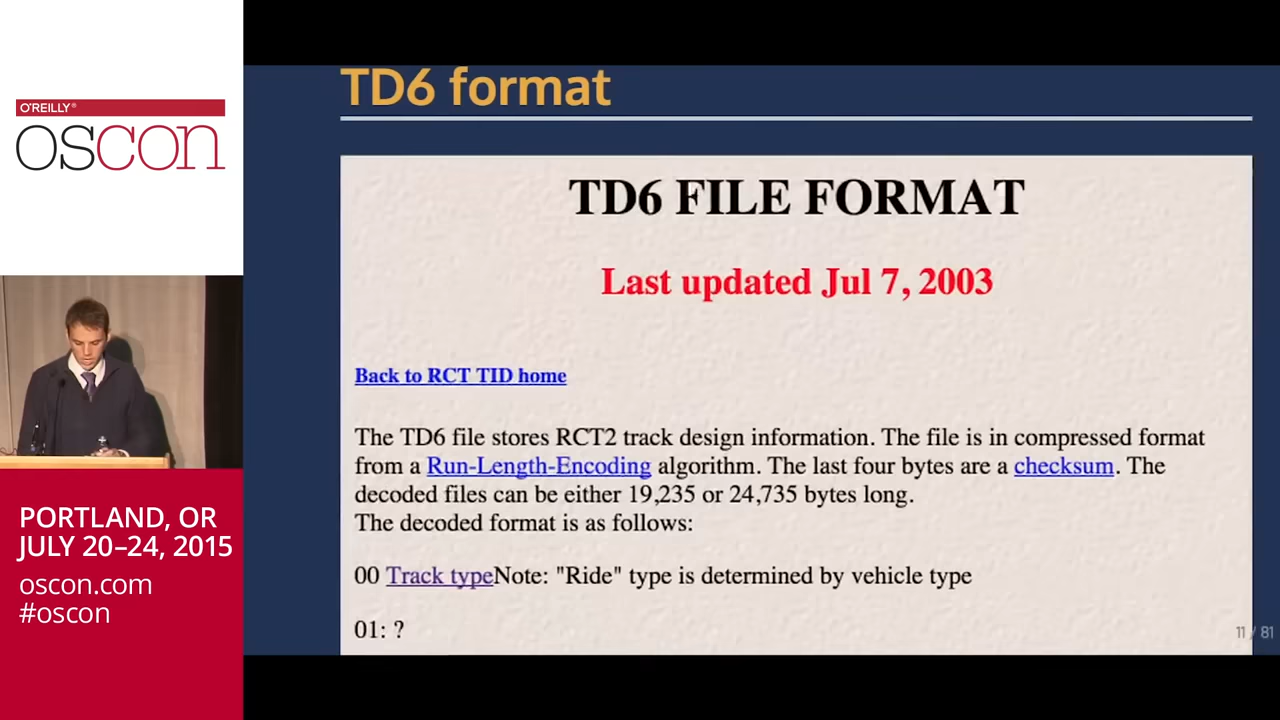 O'REILLY®
oscon
PORTLAND, OR
JULY 20–24, 2015
oscon.com
#oscon
TD6 format
TD6 FILE FORMAT
Last updated Jul 7, 2003
Back to RCT TID home
The TD6 file stores RCT2 track design information. The file is in compressed format
from a Run-Length-Encoding algorithm. The last four bytes are a checksum. The
decoded files can be either 19,235 or 24,735 bytes long.
The decoded format is as follows:
00 Track typeNote: "Ride" type is determined by vehicle type
01: ?
11 / 81